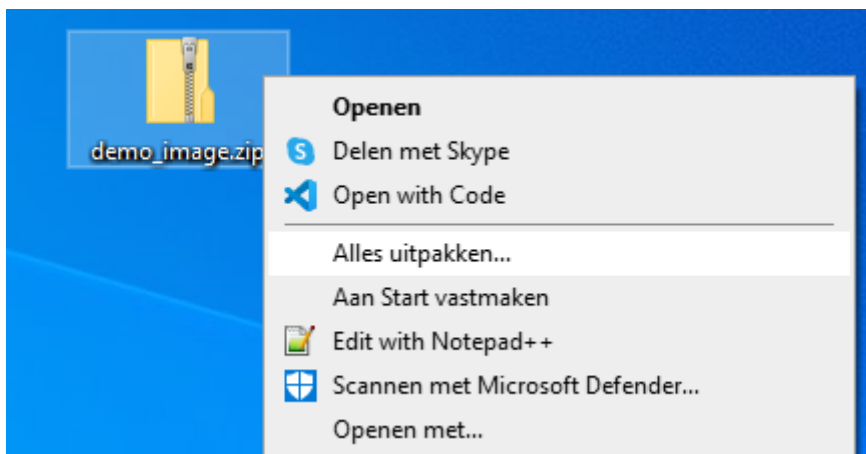 demo_image.zip
Openen
Delen met Skype
Open with Code
Alles uitpakken...
Aan Start vastmaken
Edit with Notepad++
Scannen met Microsoft Defender...
Openen met...